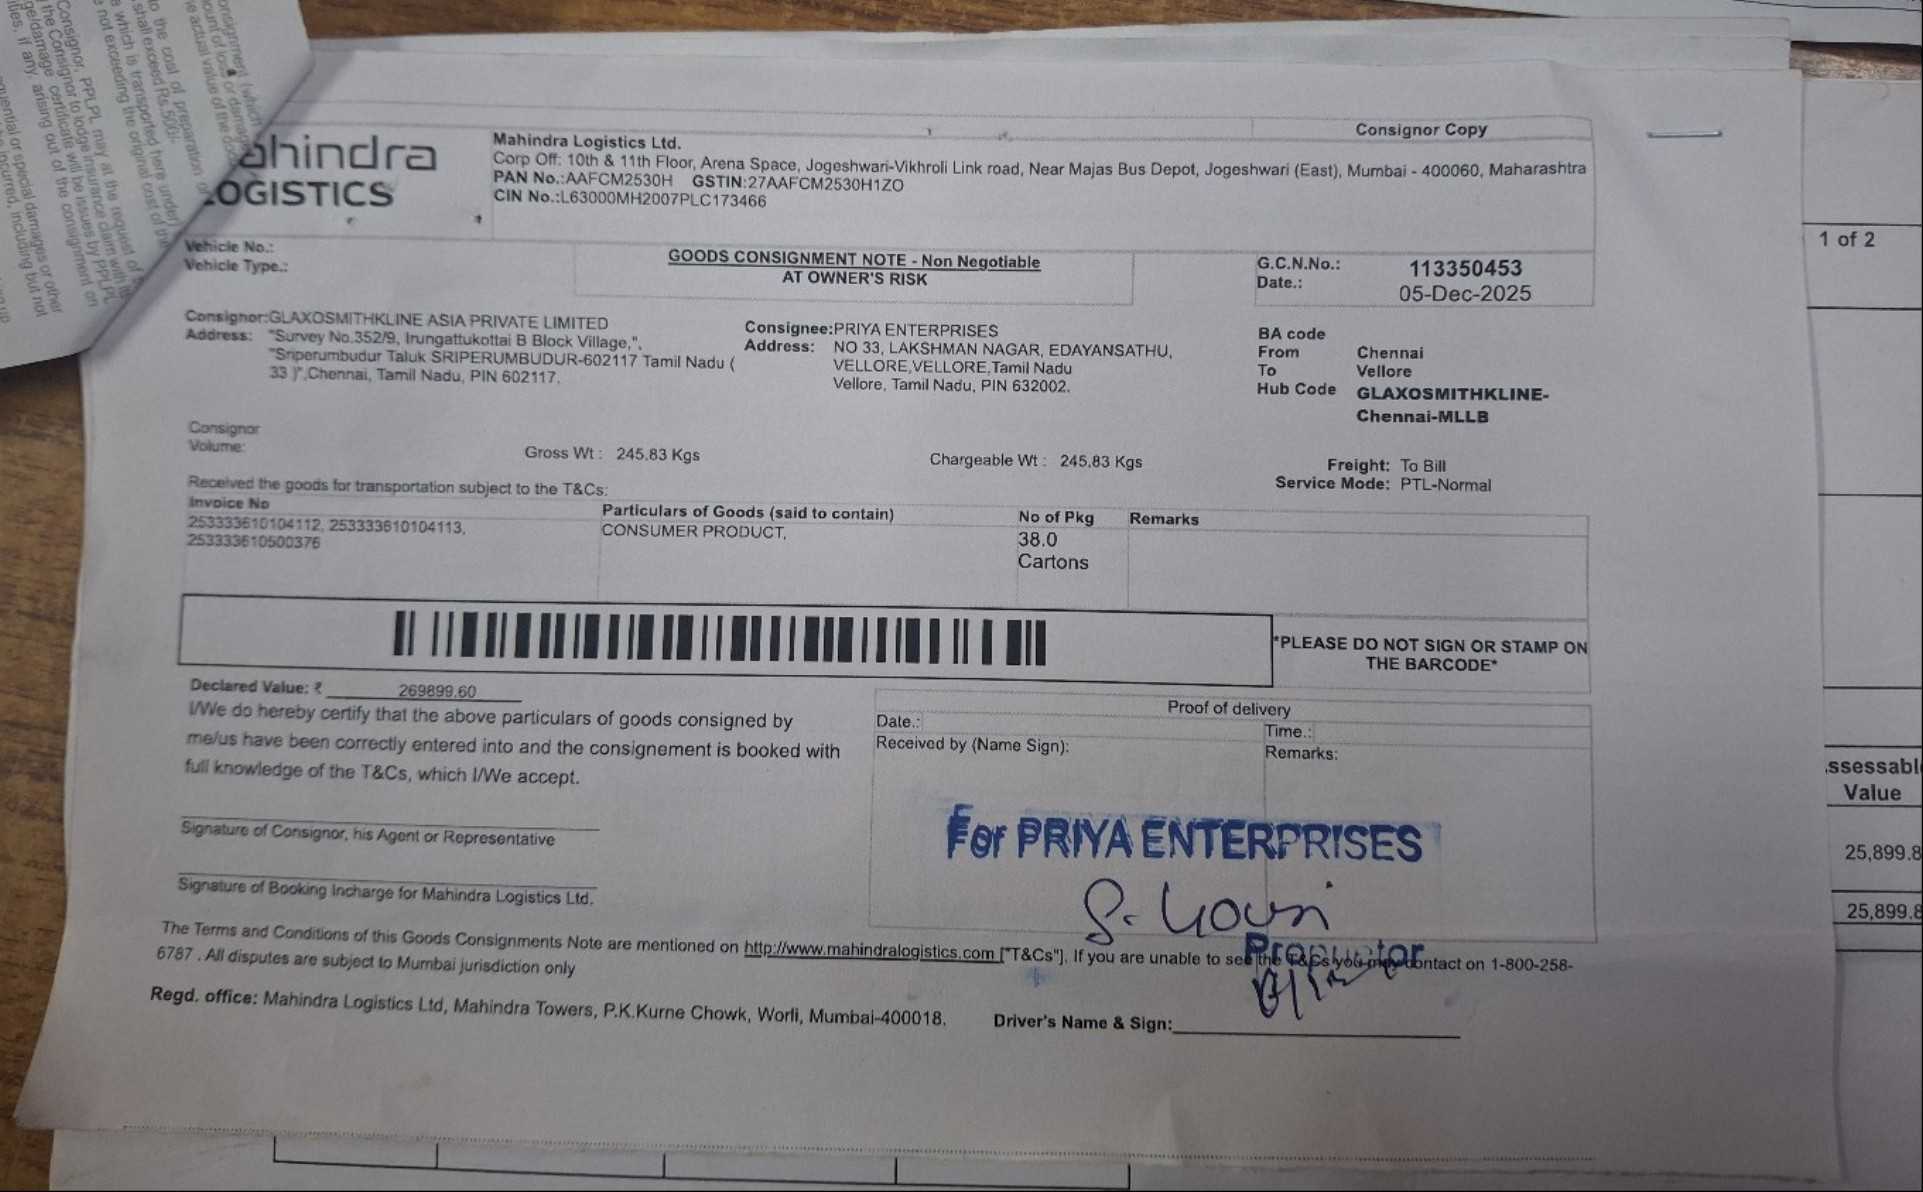 ahindra
LOGISTICS
Mahindra Logistics Ltd.
Corp Off: 10th & 11th Floor, Arena Space, Jogeshwari-Vikhroli Link road, Near Majas Bus Depot, Jogeshwari (East), Mumbai - 400060, Maharashtra
PAN No.:AAFCM2530H GSTIN:27AAFCM2530H1ZO
CIN No.:L63000MH2007PLC173466
Consignor Copy
Vehicle No.:
Vehicle Type.:
GOODS CONSIGNMENT NOTE - Non Negotiable
AT OWNER'S RISK
G.C.N.No.: 113350453
Date.: 05-Dec-2025
1 of 2
Consignor:GLAXOSMITHKLINE ASIA PRIVATE LIMITED
Address: "Survey No.352/9, Irungattukottai B Block Village,",
"Sriperumbudur Taluk SRIPERUMBUDUR-602117 Tamil Nadu (
33 )",Chennai, Tamil Nadu, PIN 602117.
Consignee:PRIYA ENTERPRISES
Address: NO 33, LAKSHMAN NAGAR, EDAYANSATHU,
VELLORE,VELLORE,Tamil Nadu
Vellore, Tamil Nadu, PIN 632002.
BA code
From Chennai
To Vellore
Hub Code GLAXOSMITHKLINE-
Chennai-MLLB
Consignor
Volume:
Gross Wt : 245.83 Kgs
Chargeable Wt : 245.83 Kgs
Freight: To Bill
Service Mode: PTL-Normal
Received the goods for transportation subject to the T&Cs:
Invoice No
253333610104112, 253333610104113,
253333610500376
Particulars of Goods (said to contain)
CONSUMER PRODUCT,
No of Pkg
38.0
Cartons
Remarks
*PLEASE DO NOT SIGN OR STAMP ON
THE BARCODE*
Declared Value: ₹ 269899.60
I/We do hereby certify that the above particulars of goods consigned by
me/us have been correctly entered into and the consignement is booked with
full knowledge of the T&Cs, which I/We accept.
Proof of delivery
Date.:
Time.:
Received by (Name Sign):
Remarks:
Signature of Consignor, his Agent or Representative
For PRIYA ENTERPRISES
Signature of Booking Incharge for Mahindra Logistics Ltd.
Proprietor
The Terms and Conditions of this Goods Consignments Note are mentioned on http://www.mahindralogistics.com ["T&Cs"]. If you are unable to see the T&Cs you may contact on 1-800-258-
6787 . All disputes are subject to Mumbai jurisdiction only
Regd. office: Mahindra Logistics Ltd, Mahindra Towers, P.K.Kurne Chowk, Worli, Mumbai-400018.
Driver's Name & Sign:
Value
25,899.8
25,899.8